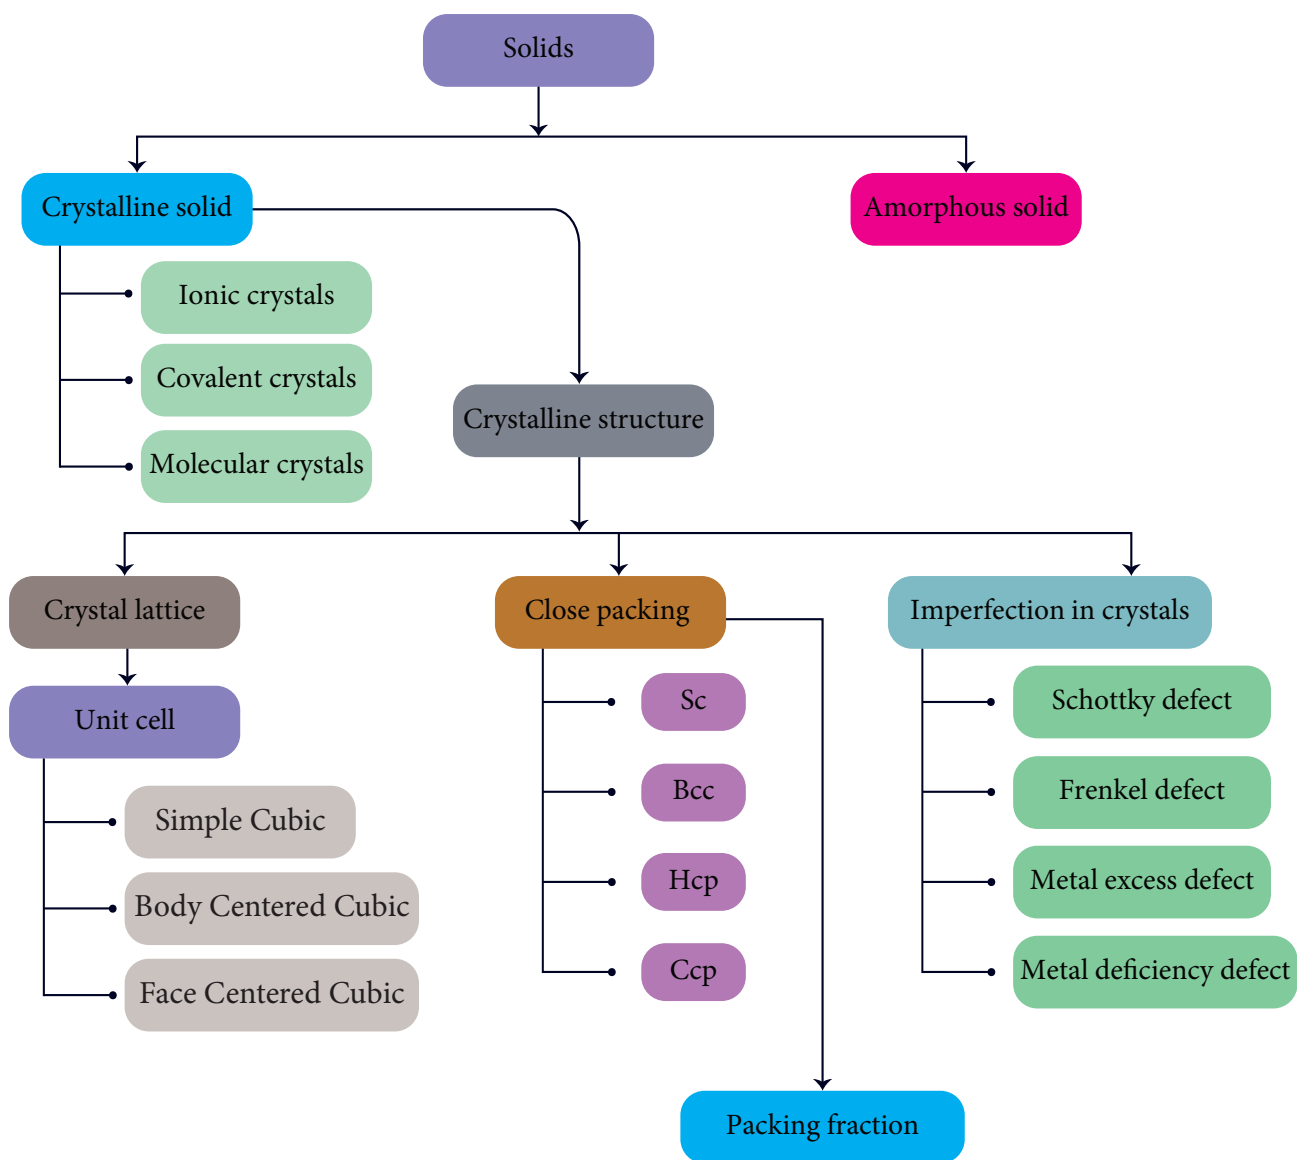 Solids
Crystalline solid
Amorphous solid
Ionic crystals
Covalent crystals
Molecular crystals
Crystalline structure
Crystal lattice
Close packing
Imperfection in crystals
Unit cell
Simple Cubic
Body Centered Cubic
Face Centered Cubic
Sc
Bcc
Hcp
Ccp
Schottky defect
Frenkel defect
Metal excess defect
Metal deficiency defect
Packing fraction